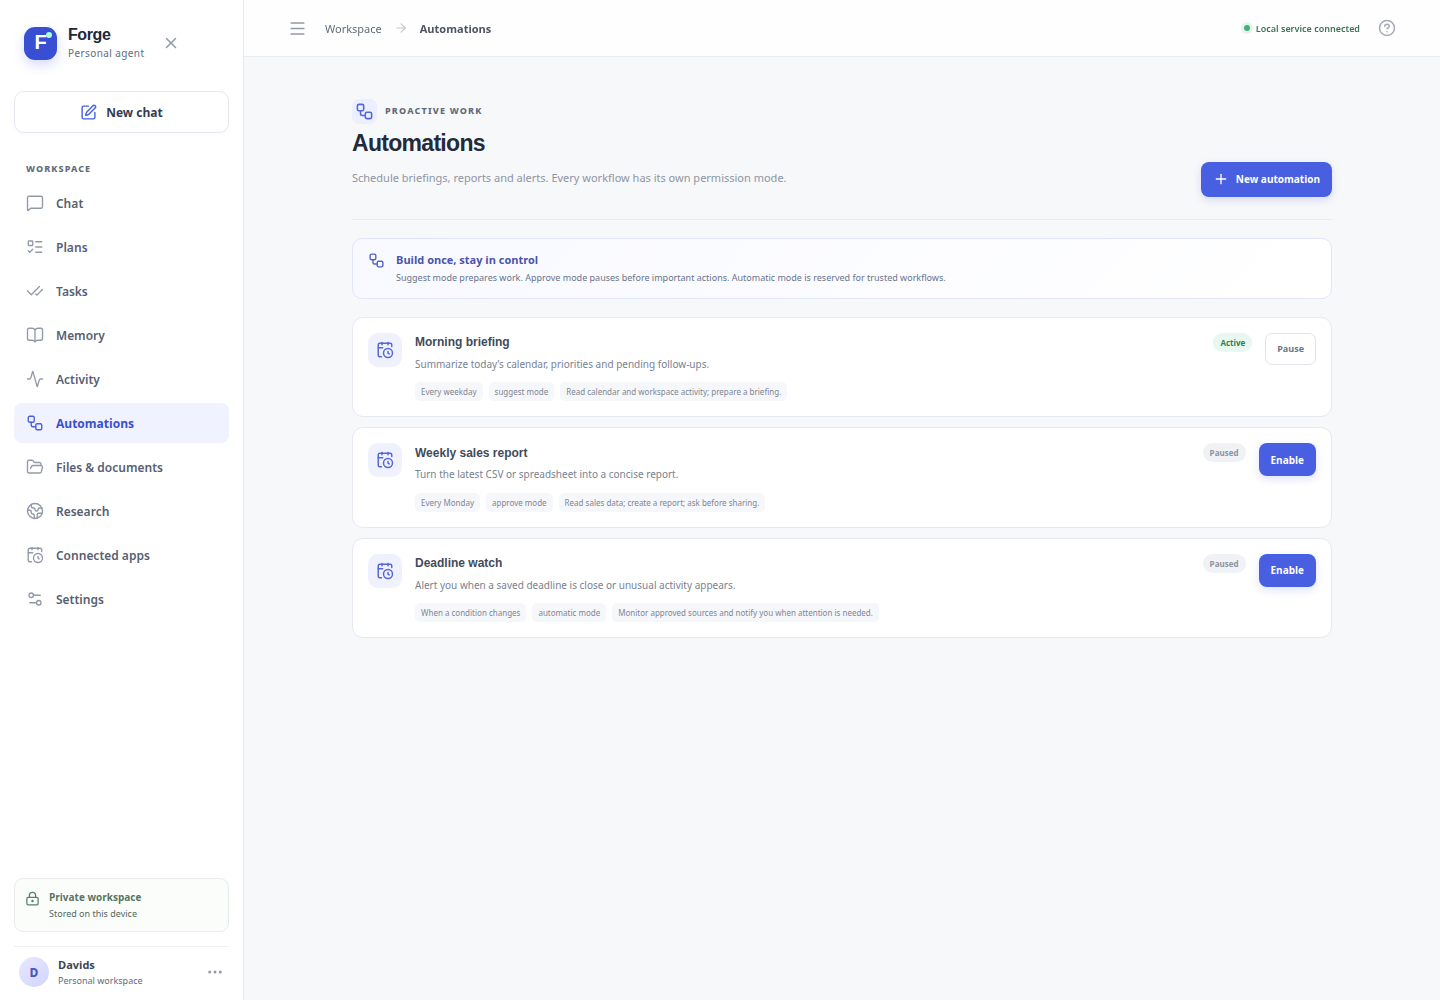 F
Forge
Personal agent
New chat
WORKSPACE
Chat
Plans
Tasks
Memory
Activity
Automations
Files & documents
Research
Connected apps
Settings
Private workspace
Stored on this device
D
Davids
Personal workspace
Workspace
Automations
Local service connected
PROACTIVE WORK
Automations
Schedule briefings, reports and alerts. Every workflow has its own permission mode.
New automation
Build once, stay in control
Suggest mode prepares work. Approve mode pauses before important actions. Automatic mode is reserved for trusted workflows.
Morning briefing
Active
Pause
Summarize today's calendar, priorities and pending follow-ups.
Every weekday
suggest mode
Read calendar and workspace activity; prepare a briefing.
Weekly sales report
Paused
Enable
Turn the latest CSV or spreadsheet into a concise report.
Every Monday
approve mode
Read sales data; create a report; ask before sharing.
Deadline watch
Paused
Enable
Alert you when a saved deadline is close or unusual activity appears.
When a condition changes
automatic mode
Monitor approved sources and notify you when attention is needed.